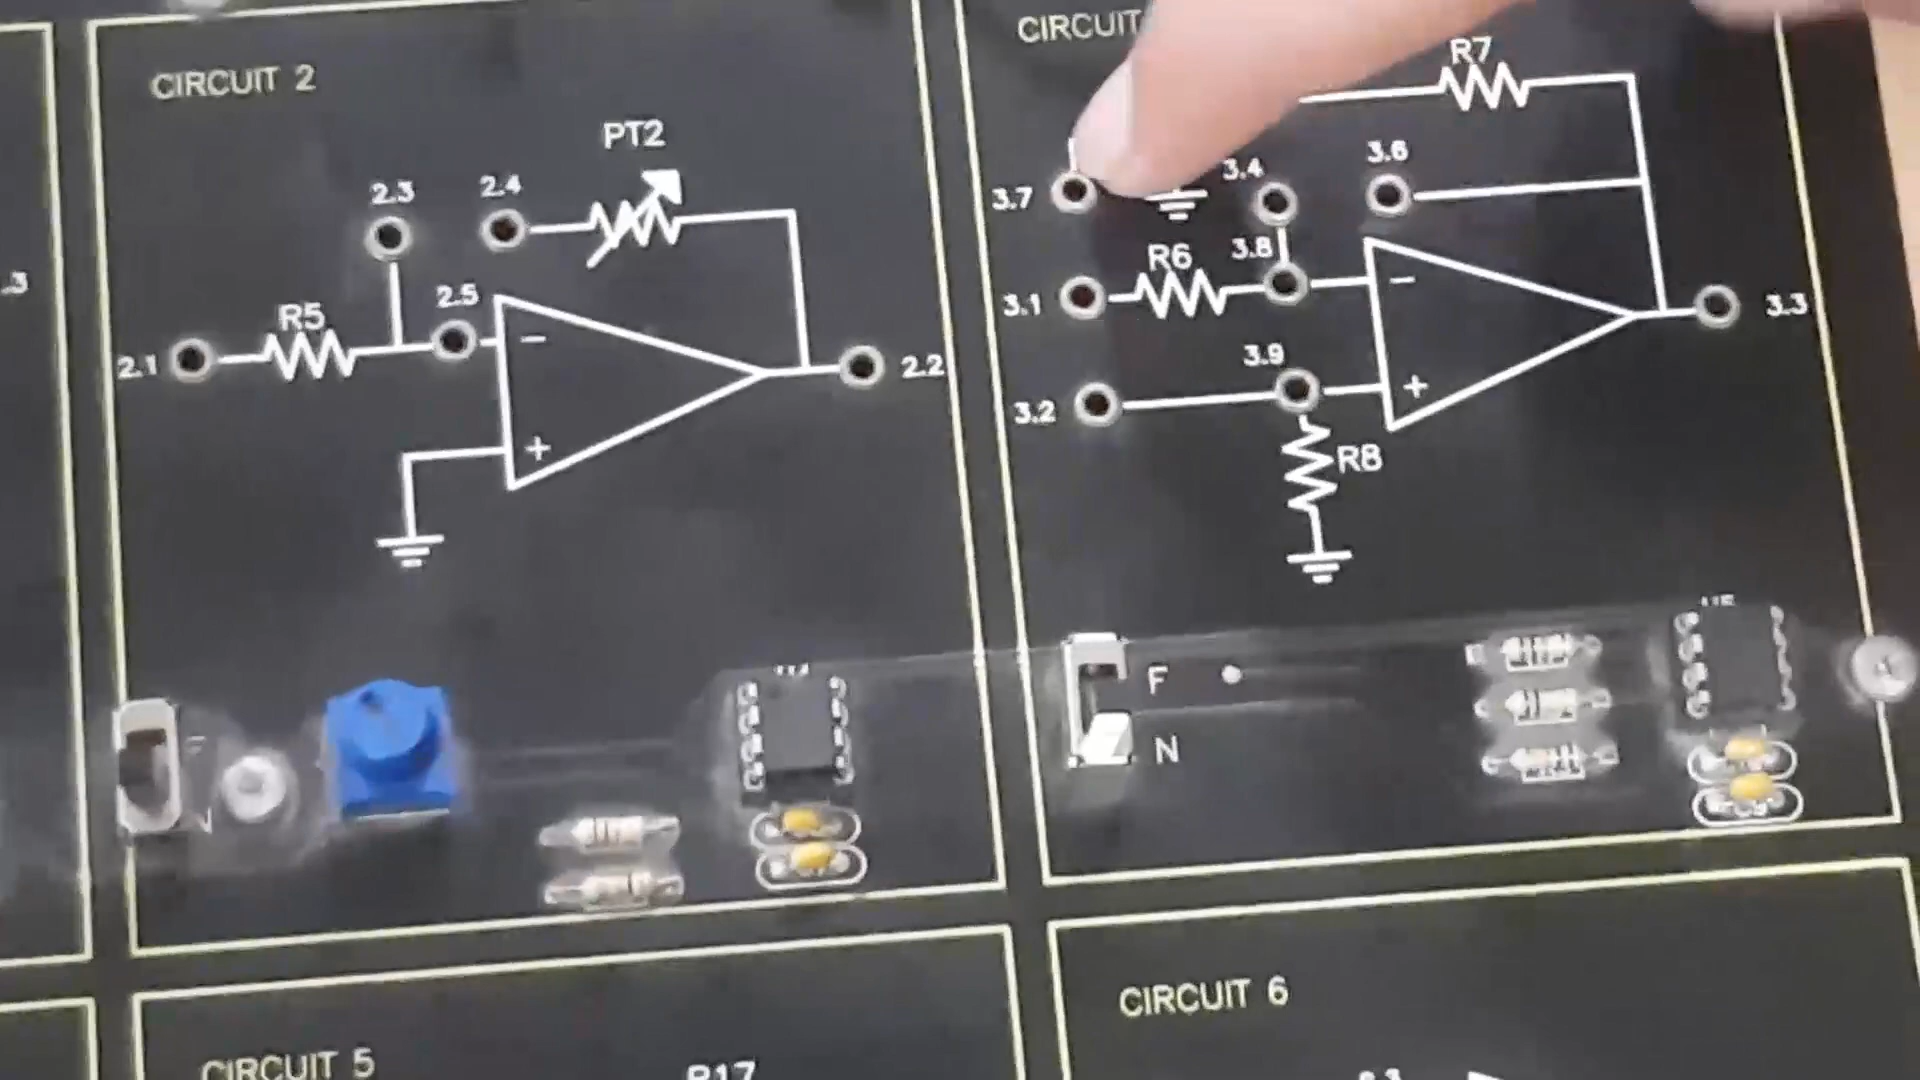 CIRCUIT 2
PT2
2.3
2.4
R5
2.5
2.1
2.2
−
+
.3
CIRCUIT
R7
3.6
3.4
3.7
R6
3.8
3.1
3.3
3.9
3.2
−
+
R8
F
N
CIRCUIT 5
R17
CIRCUIT 6